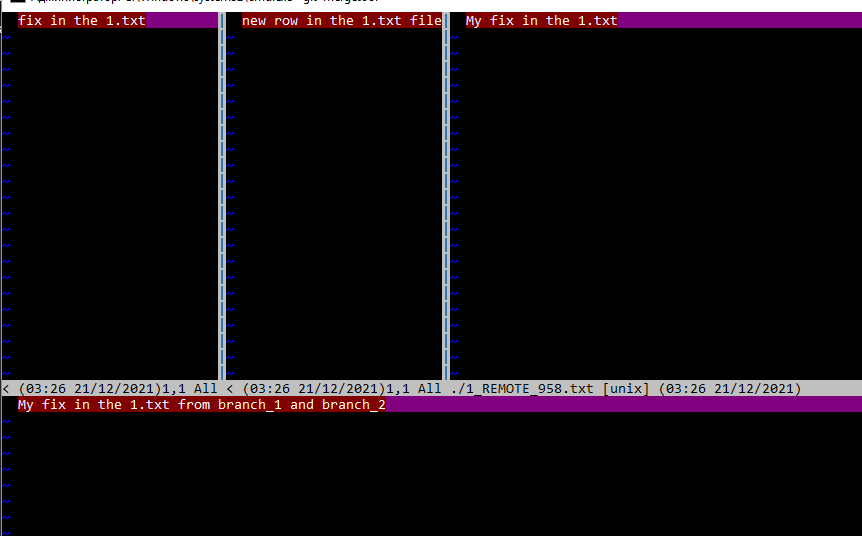 fix in the 1.txt
new row in the 1.txt file
My fix in the 1.txt
< (03:26 21/12/2021)1,1 All < (03:26 21/12/2021)1,1 All ./1_REMOTE_958.txt [unix] (03:26 21/12/2021)
My fix in the 1.txt from branch_1 and branch_2